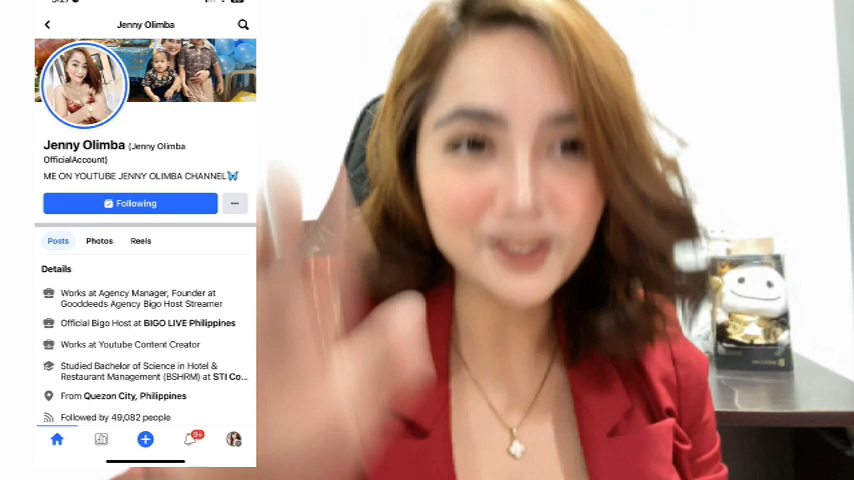 Jenny Olimba
Jenny Olimba (Jenny Olimba
OfficialAccount)
ME ON YOUTUBE JENNY OLIMBA CHANNEL🦋
Following
Posts Photos Reels
Details
Works at Agency Manager, Founder at
Gooddeeds Agency Bigo Host Streamer
Official Bigo Host at BIGO LIVE Philippines
Works at Youtube Content Creator
Studied Bachelor of Science in Hotel &
Restaurant Management (BSHRM) at STI Co...
From Quezon City, Philippines
Followed by 49,082 people
9+